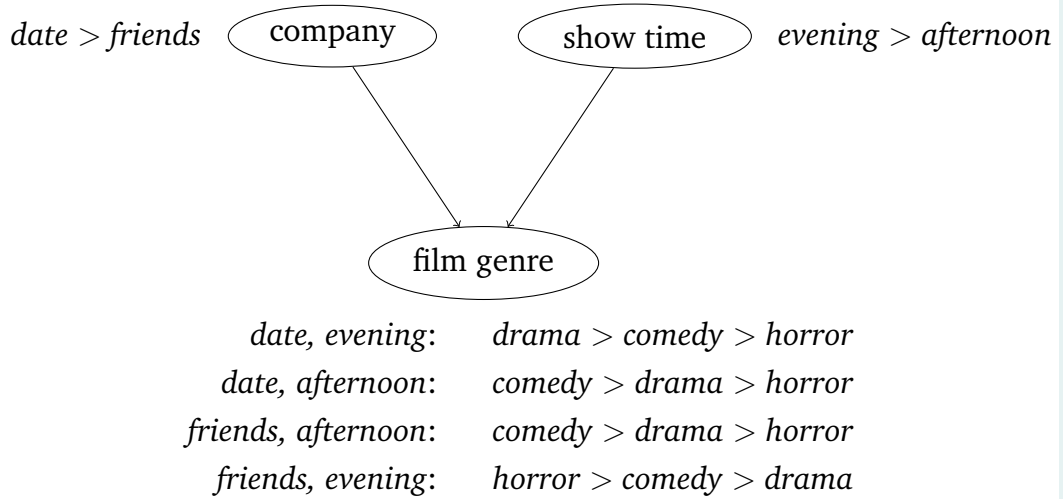 date > friends company show time evening > afternoon
film genre
date, evening: drama > comedy > horror
date, afternoon: comedy > drama > horror
friends, afternoon: comedy > drama > horror
friends, evening: horror > comedy > drama